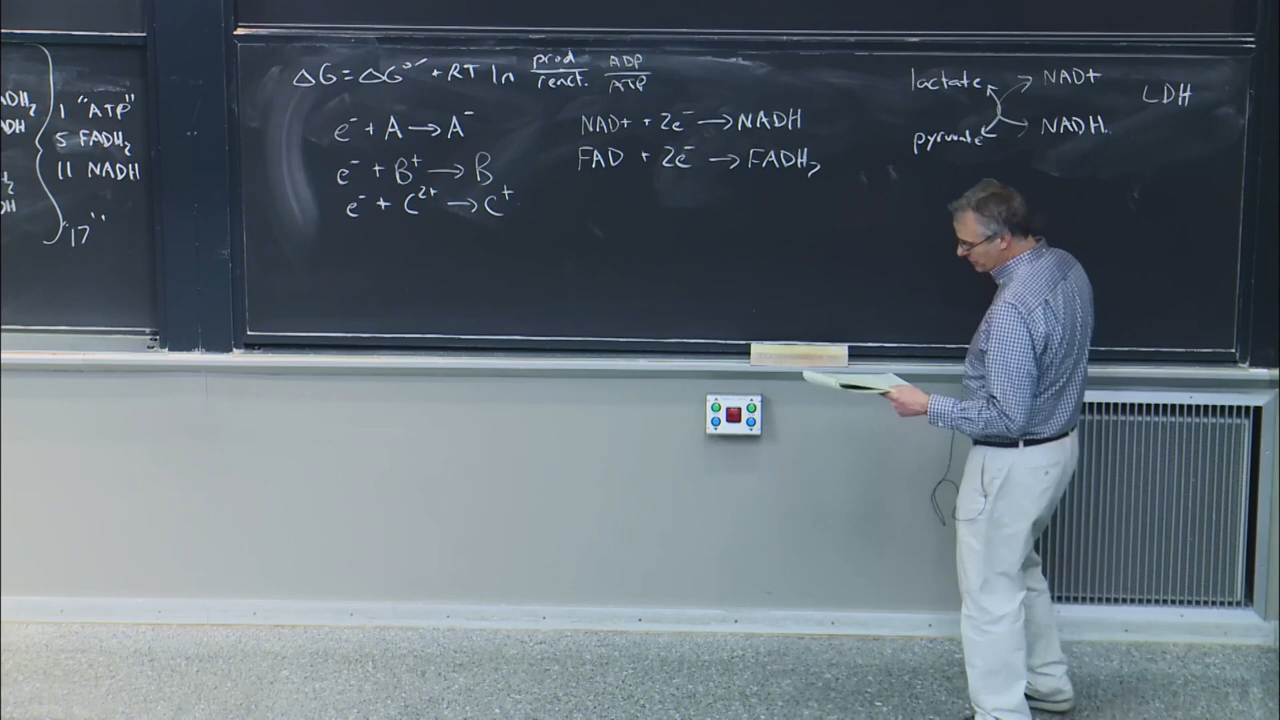 ADH₂
DH
1 "ATP"
5 FADH₂
11 NADH
"17"
ΔG = ΔG°′ + RT ln prod/react. ADP/ATP
e⁻ + A → A⁻
e⁻ + B⁺ → B
e⁻ + C²⁺ → C⁺
NAD+ + 2e⁻ → NADH
FAD + 2e⁻ → FADH₂
lactate NAD+
pyruvate NADH
LDH